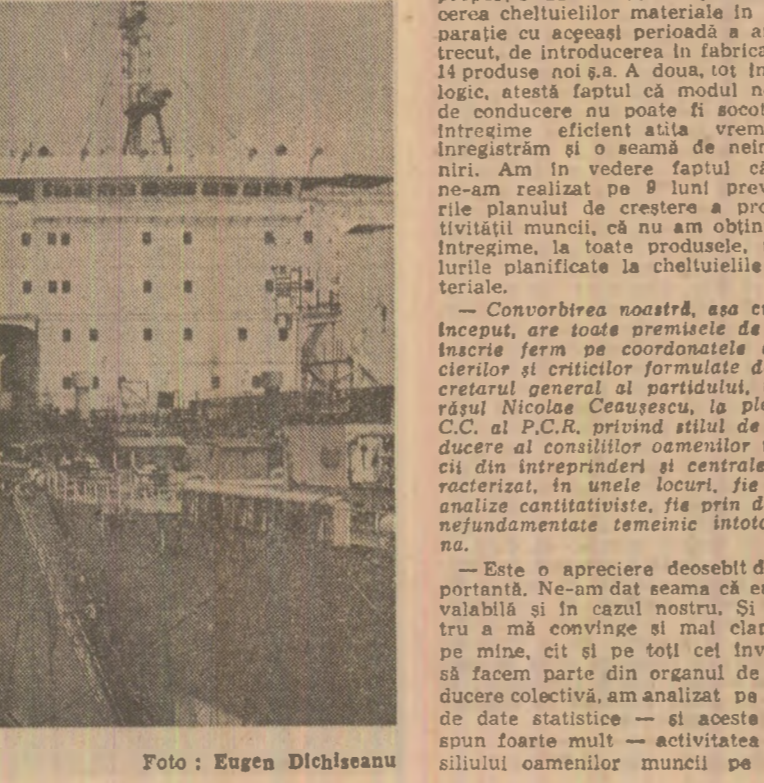 cerea cheltuielilor materiale în
parație cu aceeași perioadă a a
trecut, de introducerea în fabrica
14 produse noi ș.a. A doua, tot în
logic, atestă faptul că modul n
de conducere nu poate fi socot
întregime eficient atîta vrem
înregistrăm și o seamă de neîm
niri. Am în vedere faptul că
ne-am realizat pe 9 luni prev
rile planului de creștere a pro
tivității muncii, că nu am obțin
întregime, la toate produsele,
lurile planificate la cheltuielile
teriale.
— Convorbirea noastră, așa c
început, are toate premisele de
înscrie ferm pe coordonatele
cierilor și criticilor formulate d
cretarul general al partidului,
rășul Nicolae Ceaușescu, la ple
C.C. al P.C.R. privind stilul de
ducere al consiliilor oamenilor
cii din întreprinderi și centrale
racterizat, în unele locuri, fie
analize cantitativiste, fie prin d
nefundamentate temeinic întotd
na.
— Este o apreciere deosebit d
portantă. Ne-am dat seama că e
valabilă și în cazul nostru. Și
tru a mă convinge și mai clar
pe mine, cît și pe toți cei înv
să facem parte din organul de
ducere colectivă, am analizat pe
de date statistice — și aceste
spun foarte mult — activitatea
siliului oamenilor muncii pe
Foto : Eugen Dichiseanu